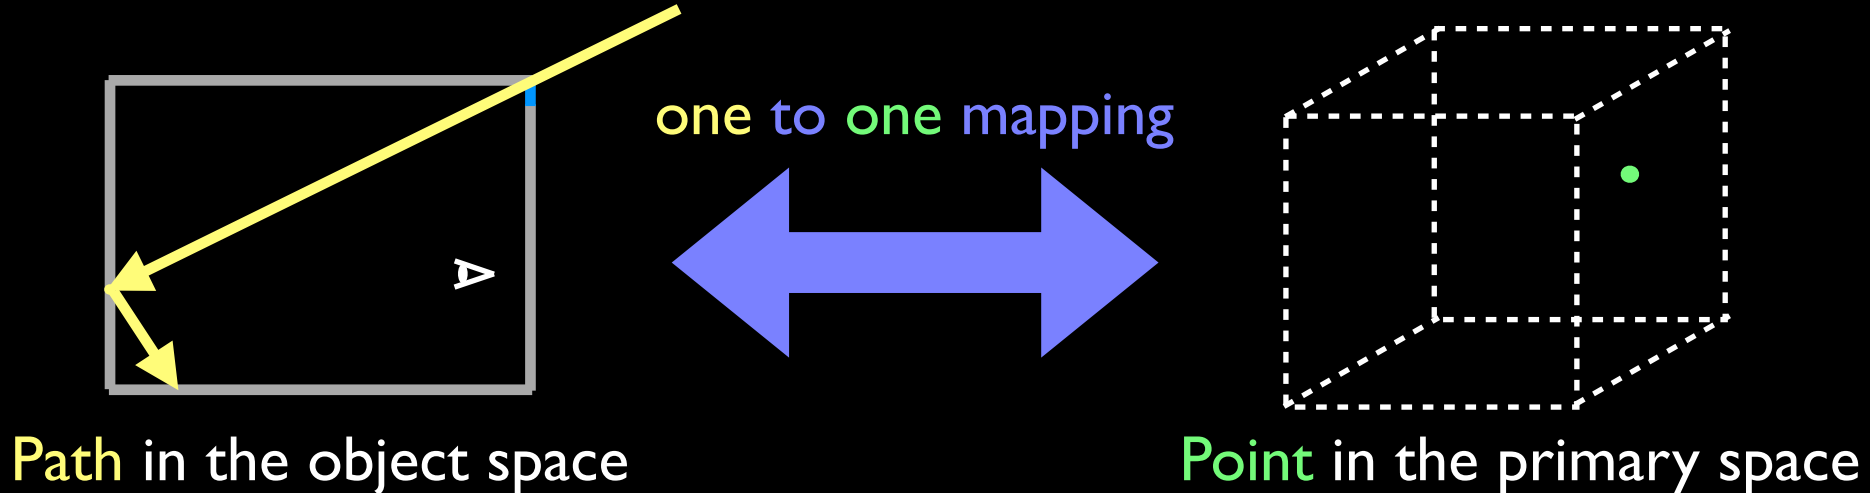 one to one mapping
Path in the object space
Point in the primary space